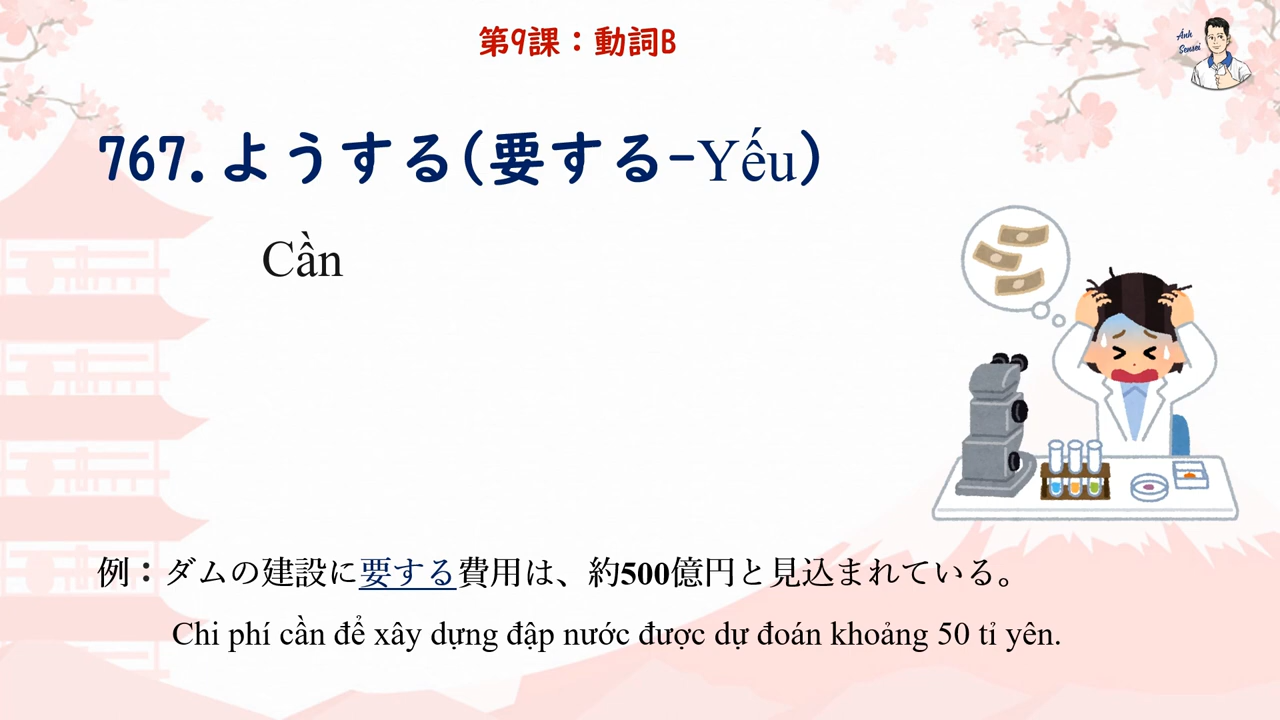 第9課：動詞B
Anh
Sensei
767.ようする(要する-Yếu)
Cần
例：ダムの建設に要する費用は、約500億円と見込まれている。
Chi phí cần để xây dựng đập nước được dự đoán khoảng 50 tỉ yên.